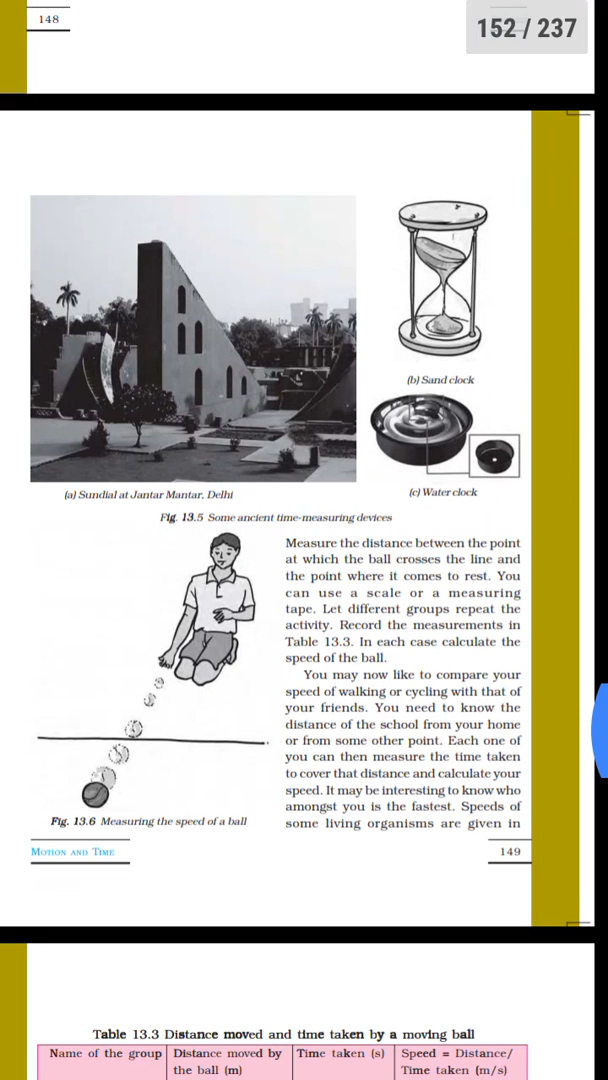 148
152 / 237
(b) Sand clock
(a) Sundial at Jantar Mantar, Delhi
(c) Water clock
Fig. 13.5 Some ancient time-measuring devices
Measure the distance between the point
at which the ball crosses the line and
the point where it comes to rest. You
can use a scale or a measuring
tape. Let different groups repeat the
activity. Record the measurements in
Table 13.3. In each case calculate the
speed of the ball.
You may now like to compare your
speed of walking or cycling with that of
your friends. You need to know the
distance of the school from your home
or from some other point. Each one of
you can then measure the time taken
to cover that distance and calculate your
speed. It may be interesting to know who
amongst you is the fastest. Speeds of
some living organisms are given in
Fig. 13.6 Measuring the speed of a ball
MOTION AND TIME
149
Table 13.3 Distance moved and time taken by a moving ball
Name of the group
Distance moved by
the ball (m)
Time taken (s)
Speed = Distance/
Time taken (m/s)